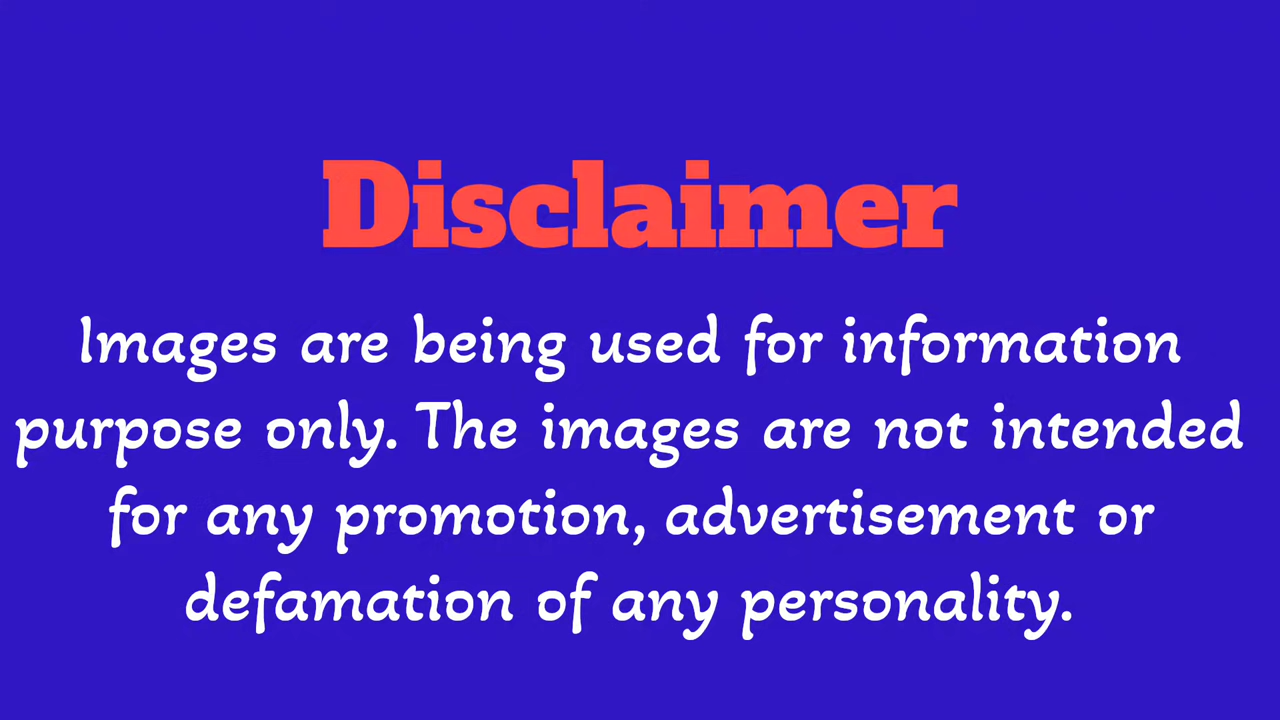 Disclaimer
Images are being used for information
purpose only. The images are not intended
for any promotion, advertisement or
defamation of any personality.